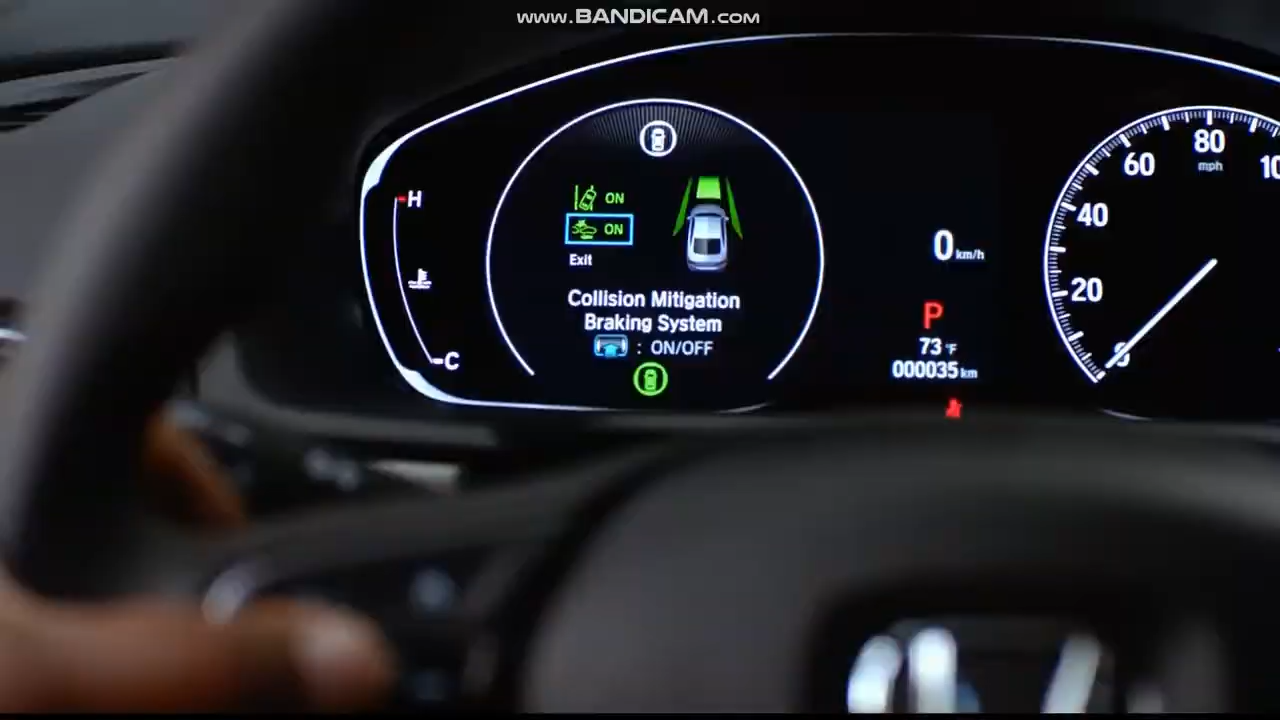 www.BANDICAM.com
H
C
ON
ON
Exit
Collision Mitigation
Braking System
: ON/OFF
0 km/h
P
73 °F
000035 km
20
40
60
80
mph